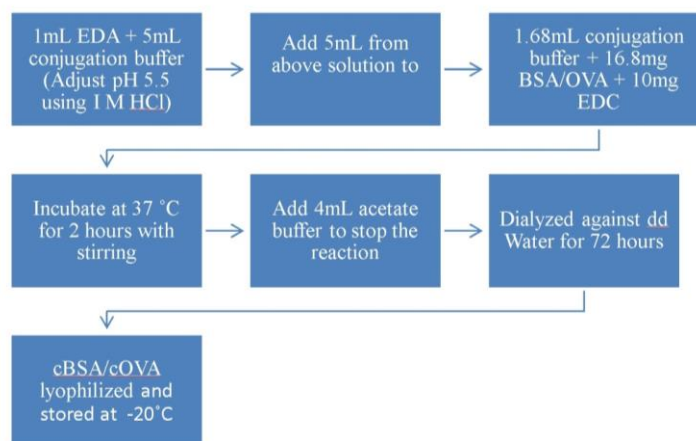 1mL EDA + 5mL
conjugation buffer
(Adjust pH 5.5
using I M HCl)
Add 5mL from
above solution to
1.68mL conjugation
buffer + 16.8mg
BSA/OVA + 10mg
EDC
Incubate at 37 ˚C
for 2 hours with
stirring
Add 4mL acetate
buffer to stop the
reaction
Dialyzed against dd
Water for 72 hours
cBSA/cOVA
lyophilized and
stored at -20˚C